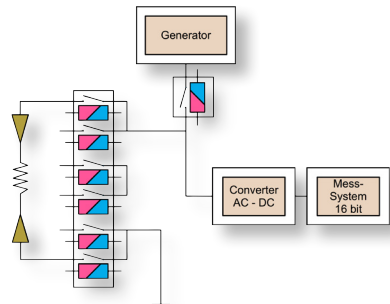 Generator
Converter
AC - DC
Mess-
System
16 bit